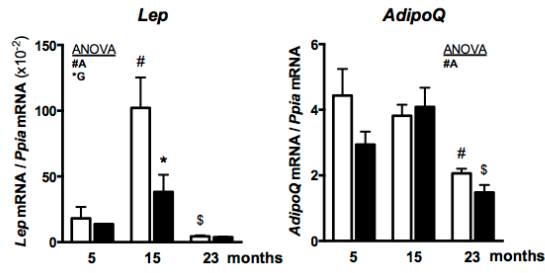 Lep
ANOVA
#A
*G
Lep mRNA / Ppia mRNA (x10-2)
150
100
50
0
#
*
$
5 15 23 months
AdipoQ
ANOVA
#A
AdipoQ mRNA / Ppia mRNA
6
4
2
0
#
$
5 15 23 months